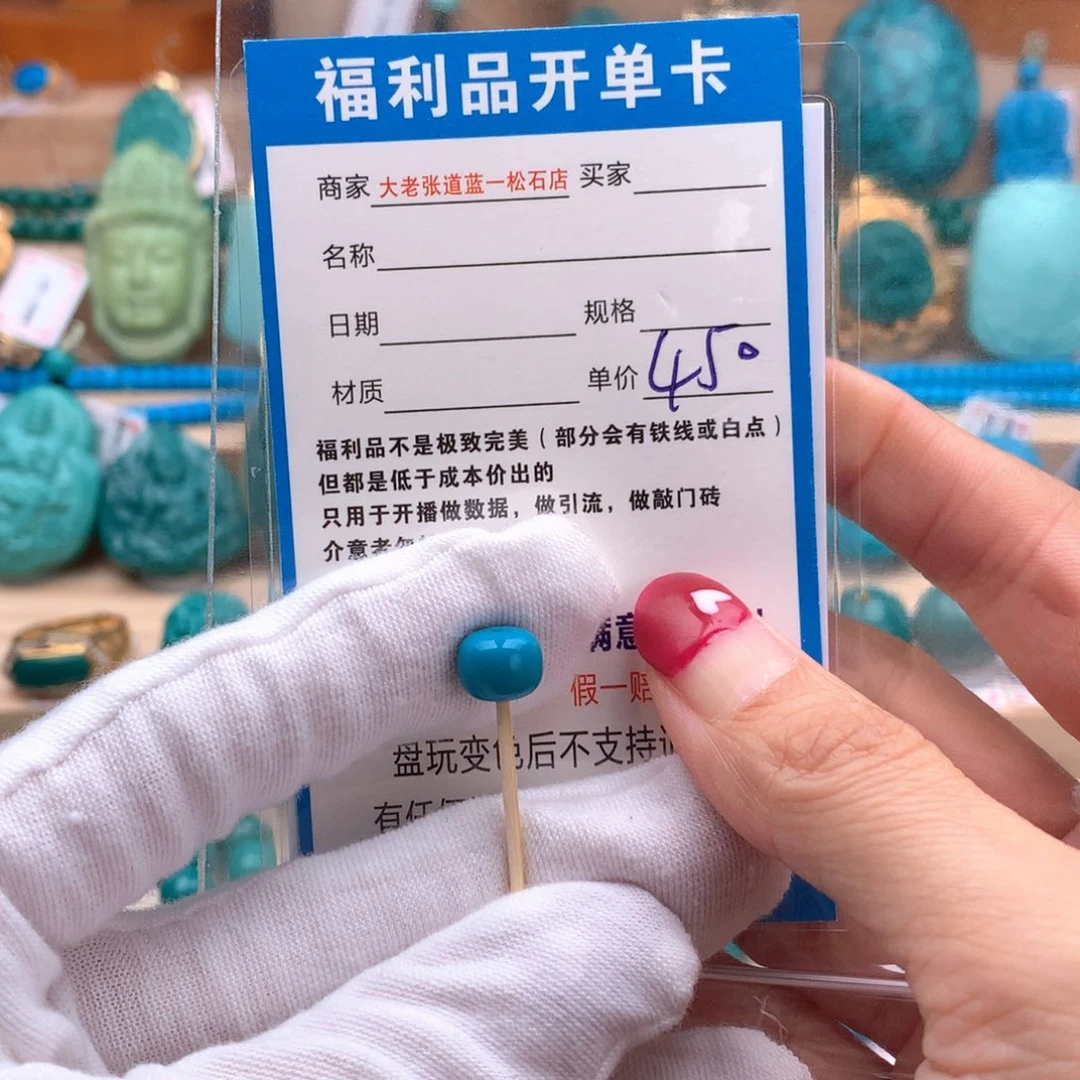 福利品开单卡
商家 大老张道蓝一松石店 买家
名称
日期 规格
材质 单价 450
福利品不是极致完美（部分会有铁线或白点）
但都是低于成本价出的
只用于开播做数据，做引流，做敲门砖
介意者勿
满意
假一赔
盘玩变色后不支持
有任何